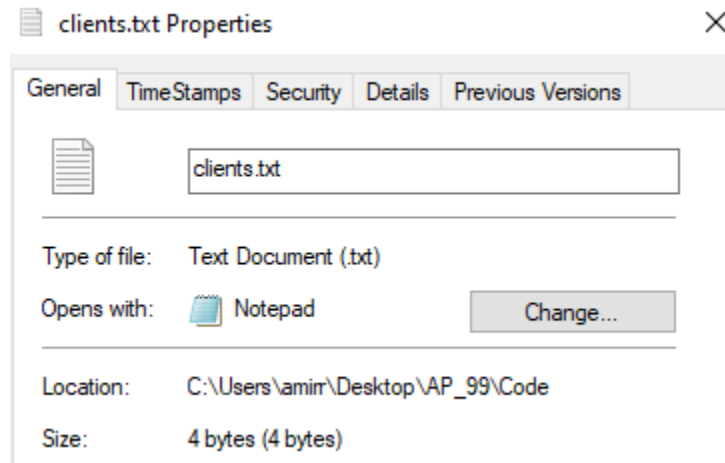 clients.txt Properties
General TimeStamps Security Details Previous Versions
clients.txt
Type of file: Text Document (.txt)
Opens with: Notepad Change...
Location: C:\Users\amirr\Desktop\AP_99\Code
Size: 4 bytes (4 bytes)